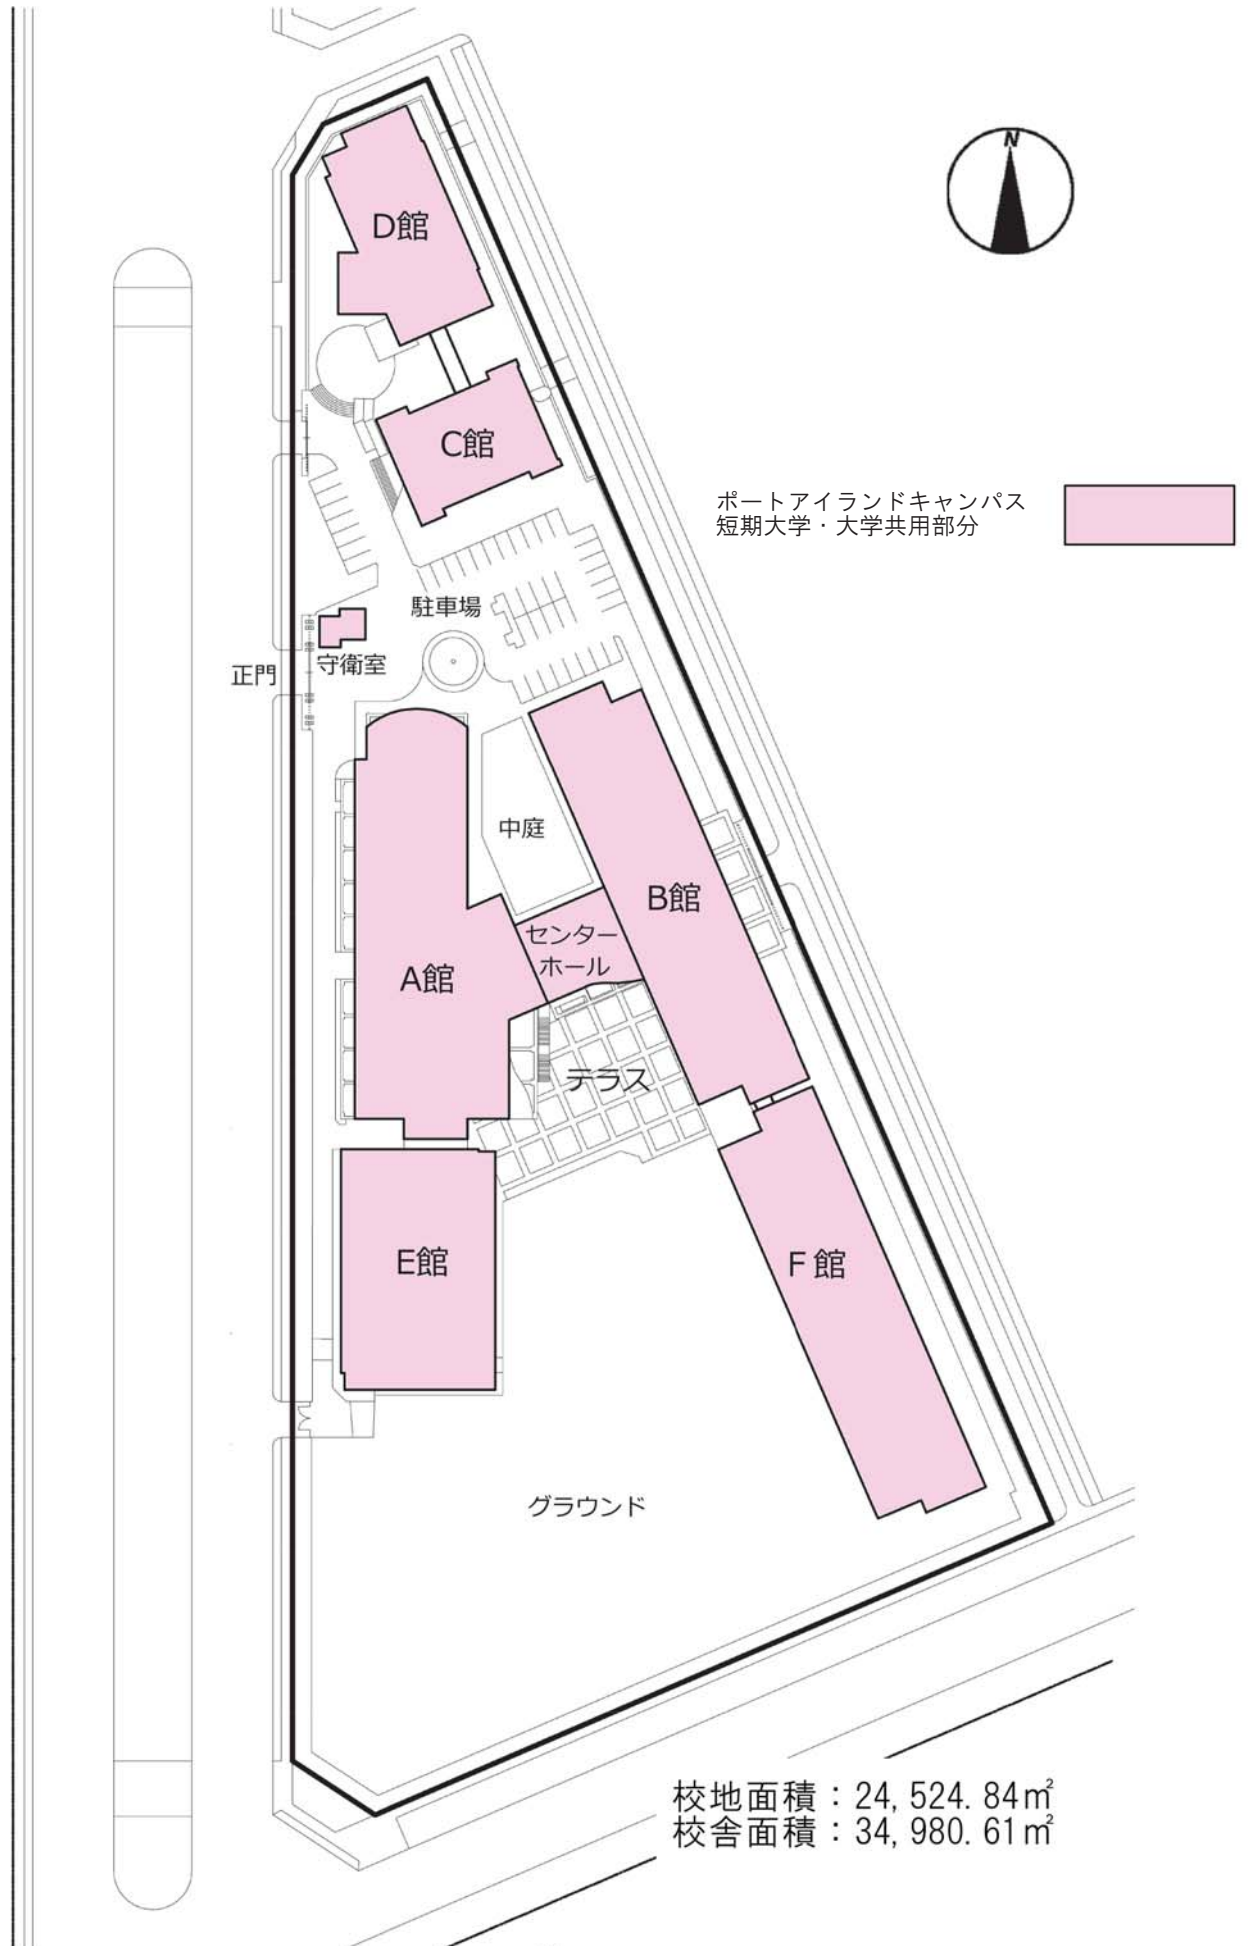 N
D館
C館
ポートアイランドキャンパス
短期大学・大学共用部分
駐車場
正門
守衛室
中庭
B館
センター
ホール
A館
テラス
E館
F館
グラウンド
校地面積：24,524.84㎡
校舎面積：34,980.61㎡